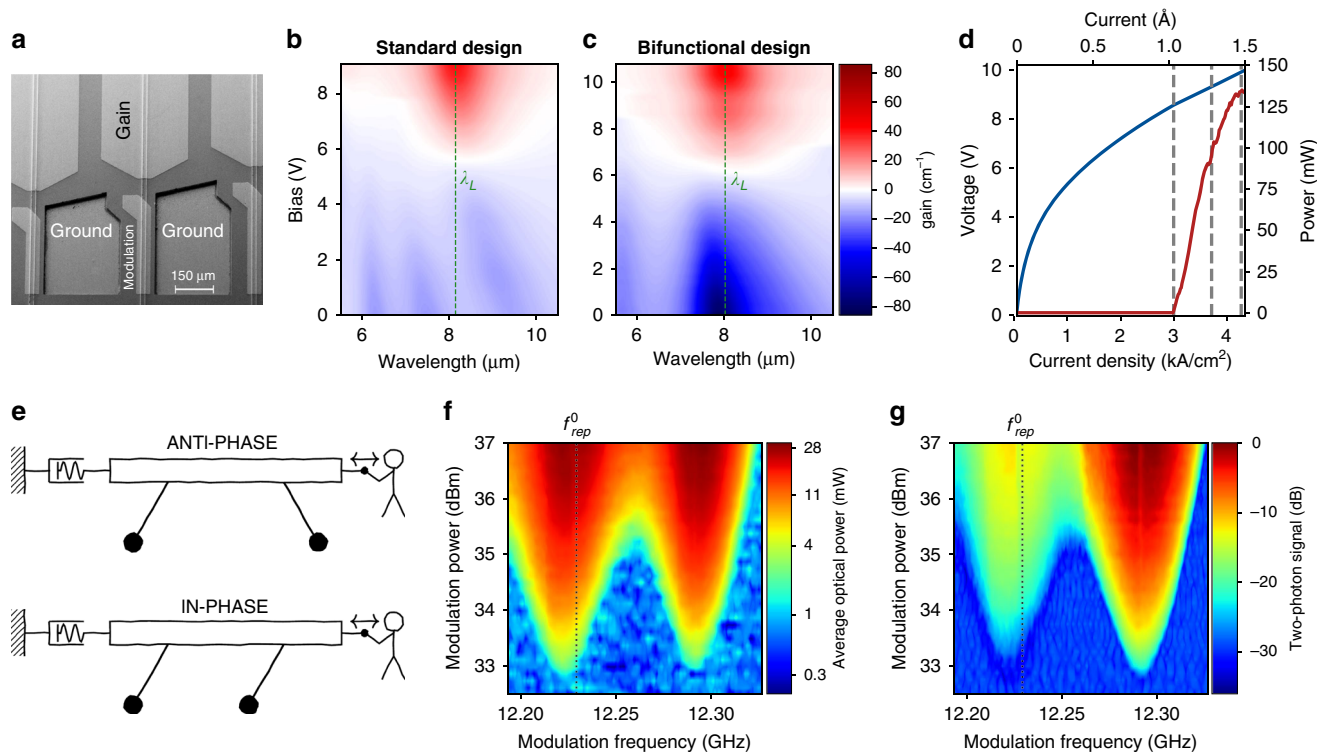 a
Gain
Ground
Modulation
Ground
150 μm
b
Standard design
Bias (V)
8
6
4
2
0
λL
6
8
10
Wavelength (μm)
c
Bifunctional design
10
8
6
4
2
0
λL
6
8
10
Wavelength (μm)
gain (cm⁻¹)
80
60
40
20
0
−20
−40
−60
−80
d
Current (Å)
0
0.5
1.0
1.5
Voltage (V)
10
8
6
4
2
0
Power (mW)
150
125
100
75
50
25
0
0
1
2
3
4
Current density (kA/cm²)
e
ANTI-PHASE
IN-PHASE
f
f⁰rep
Modulation power (dBm)
37
36
35
34
33
12.20
12.25
12.30
Modulation frequency (GHz)
Average optical power (mW)
28
11
4
1
0.3
g
f⁰rep
Modulation power (dBm)
37
36
35
34
33
12.20
12.25
12.30
Modulation frequency (GHz)
Two-photon signal (dB)
0
−10
−20
−30